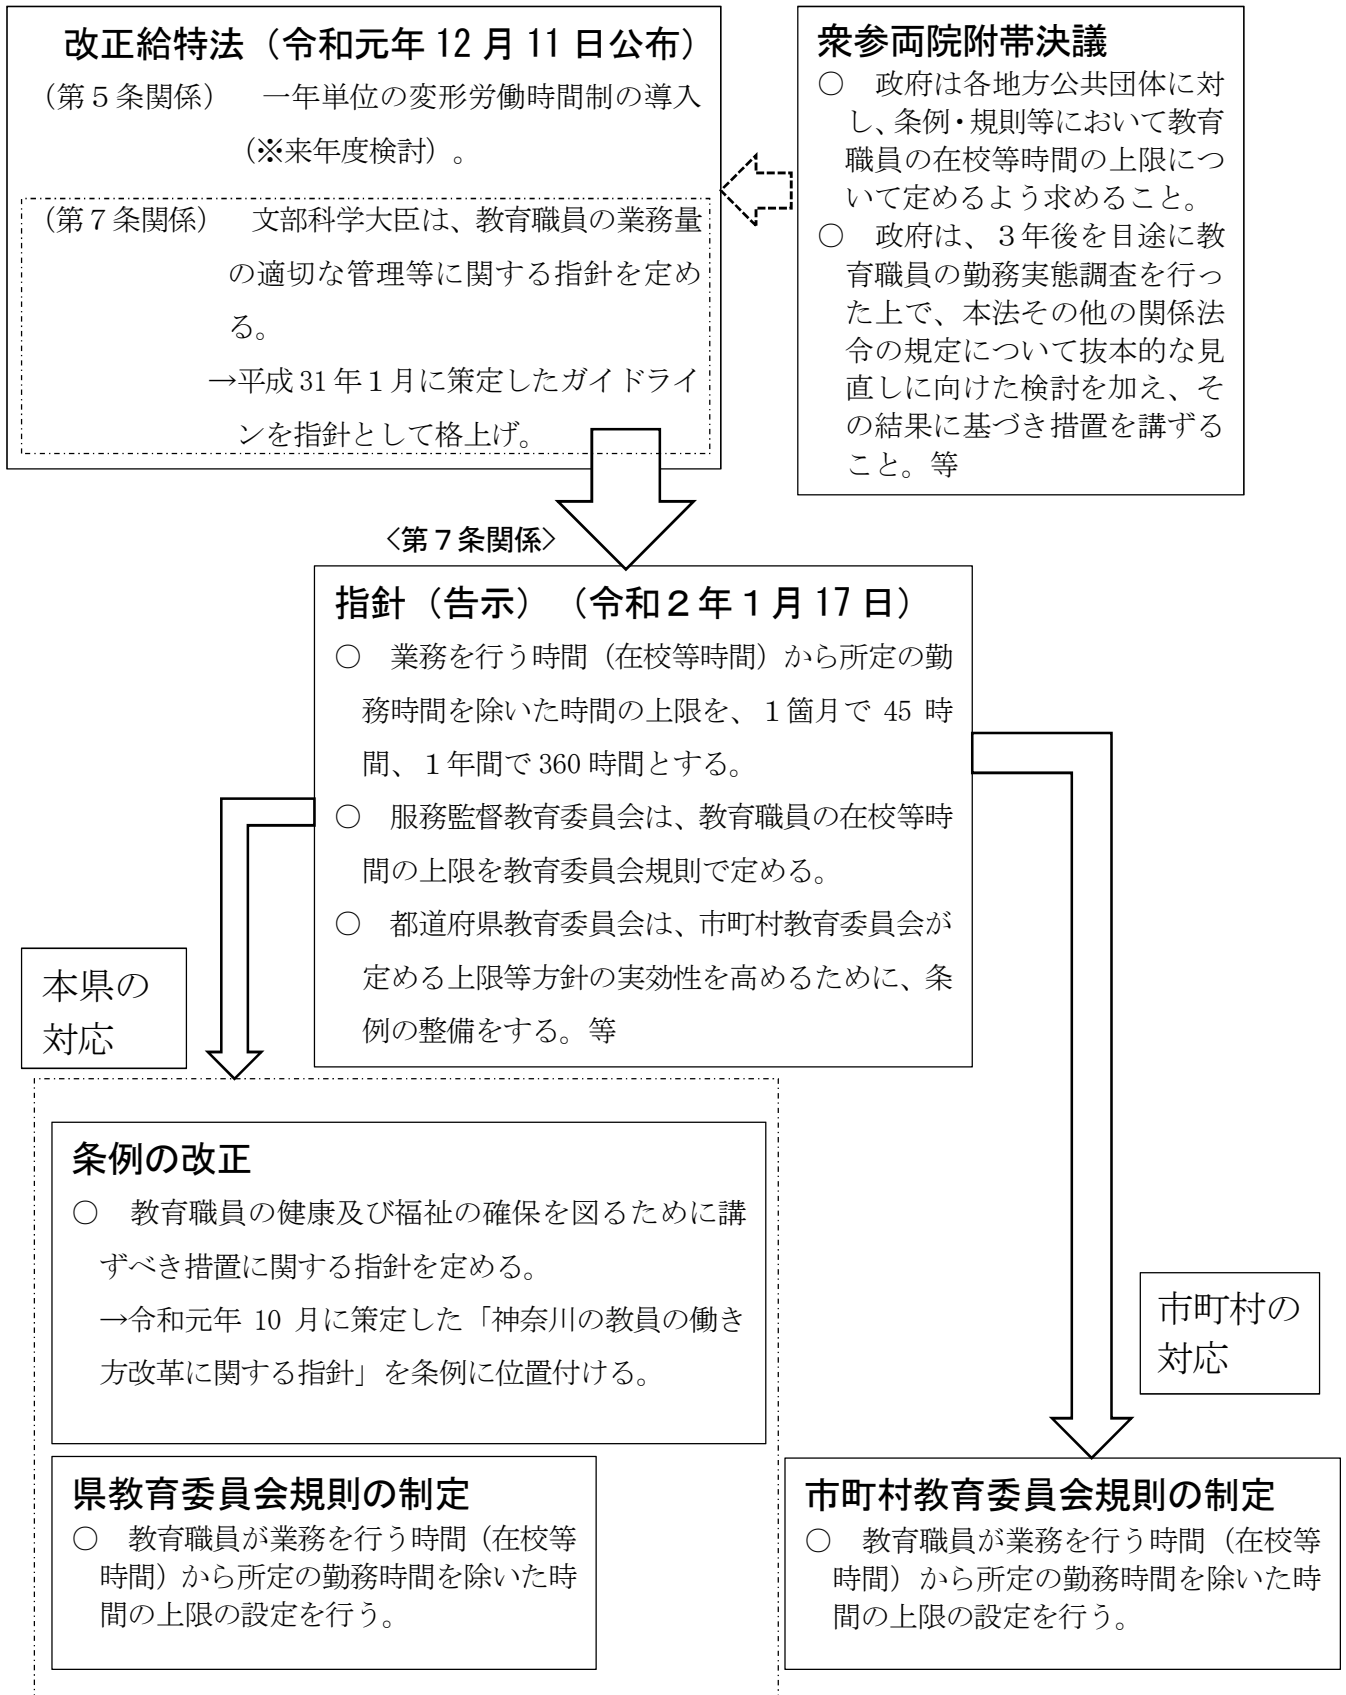 改正給特法（令和元年 12 月 11 日公布）
（第５条関係）　一年単位の変形労働時間制の導入
（※来年度検討）。
（第７条関係）　文部科学大臣は、教育職員の業務量
の適切な管理等に関する指針を定め
る。
→平成 31 年１月に策定したガイドライ
ンを指針として格上げ。
衆参両院附帯決議
○　政府は各地方公共団体に対
し、条例・規則等において教育
職員の在校等時間の上限につ
いて定めるよう求めること。
○　政府は、３年後を目途に教
育職員の勤務実態調査を行っ
た上で、本法その他の関係法
令の規定について抜本的な見
直しに向けた検討を加え、そ
の結果に基づき措置を講ずる
こと。等
<第７条関係>
指針（告示）（令和２年１月 17 日）
○　業務を行う時間（在校等時間）から所定の勤
務時間を除いた時間の上限を、１箇月で 45 時
間、１年間で 360 時間とする。
○　服務監督教育委員会は、教育職員の在校等時
間の上限を教育委員会規則で定める。
○　都道府県教育委員会は、市町村教育委員会が
定める上限等方針の実効性を高めるために、条
例の整備をする。等
本県の
対応
条例の改正
○　教育職員の健康及び福祉の確保を図るために講
ずべき措置に関する指針を定める。
→令和元年 10 月に策定した「神奈川の教員の働き
方改革に関する指針」を条例に位置付ける。
市町村の
対応
県教育委員会規則の制定
○　教育職員が業務を行う時間（在校等
時間）から所定の勤務時間を除いた時
間の上限の設定を行う。
市町村教育委員会規則の制定
○　教育職員が業務を行う時間（在校等
時間）から所定の勤務時間を除いた時
間の上限の設定を行う。